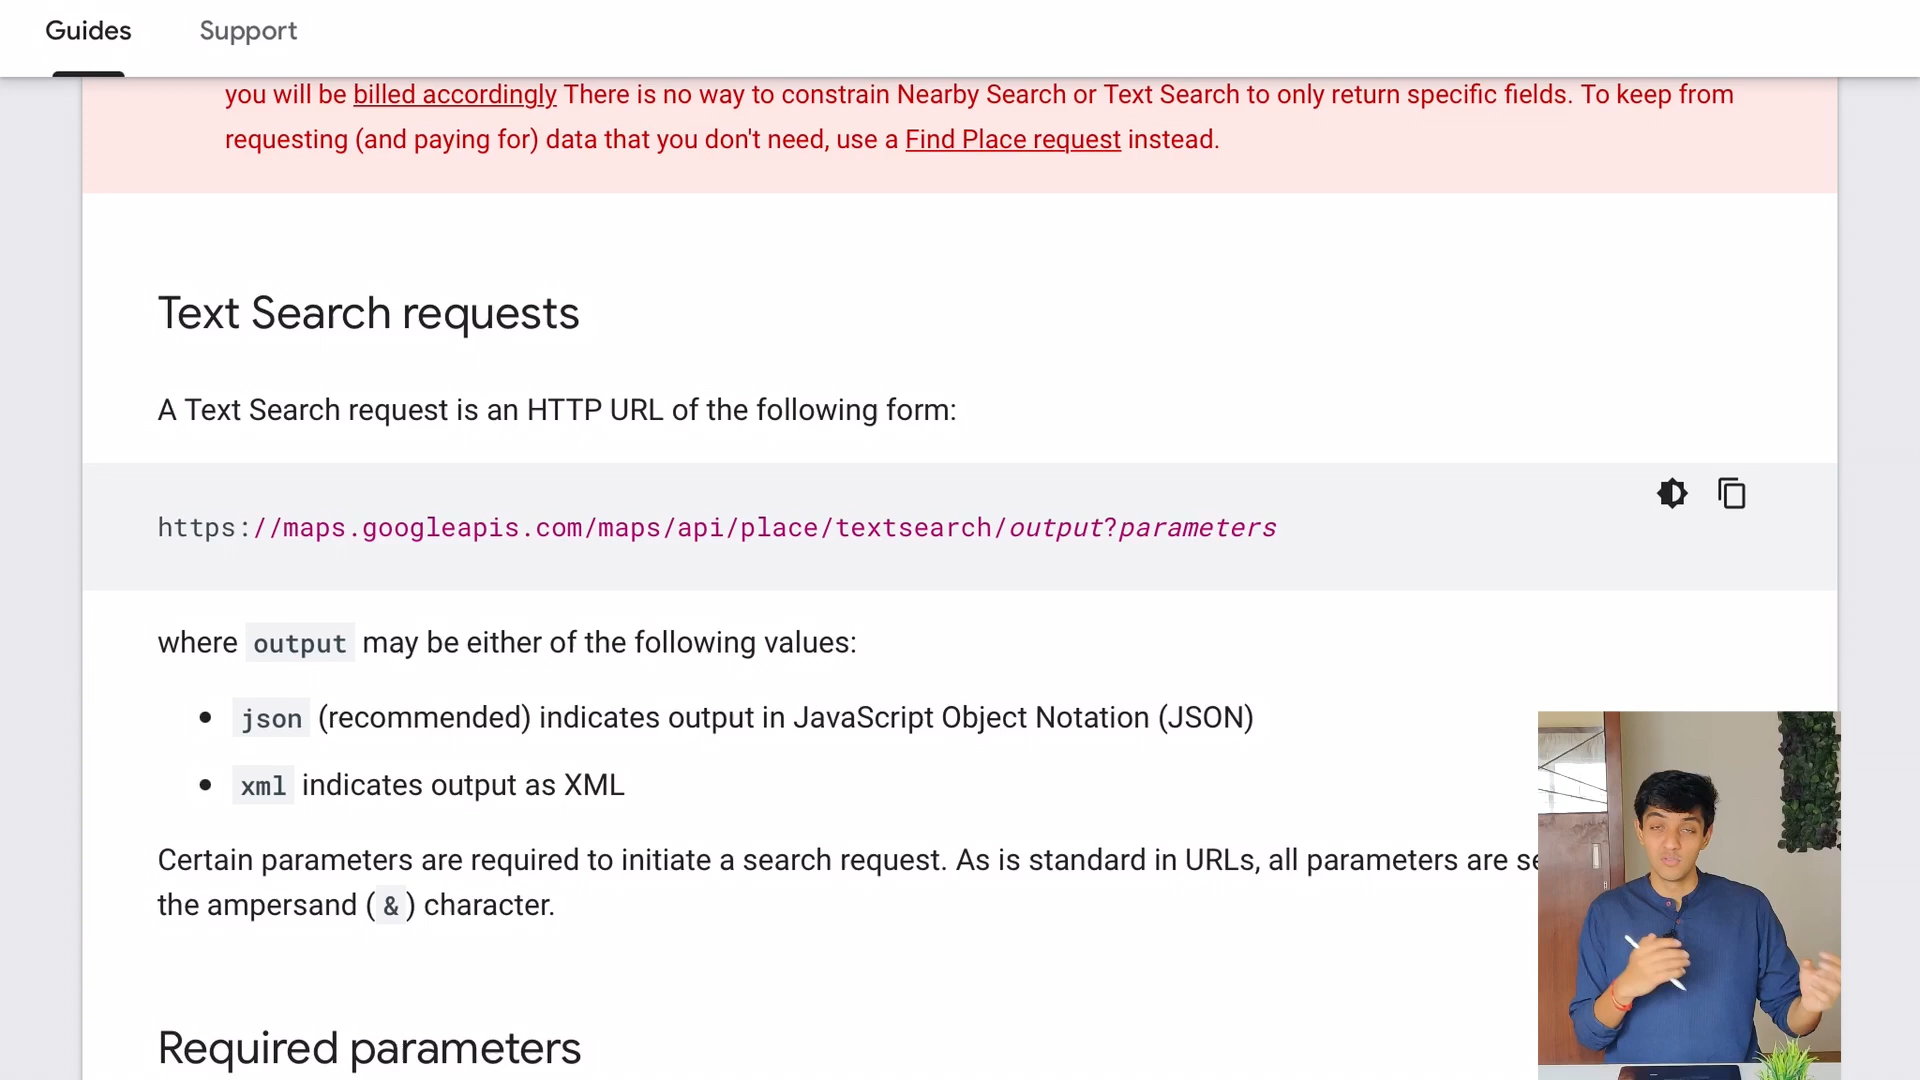 Guides Support
you will be billed accordingly There is no way to constrain Nearby Search or Text Search to only return specific fields. To keep from
requesting (and paying for) data that you don't need, use a Find Place request instead.
Text Search requests
A Text Search request is an HTTP URL of the following form:
https://maps.googleapis.com/maps/api/place/textsearch/output?parameters
where output may be either of the following values:
• json (recommended) indicates output in JavaScript Object Notation (JSON)
• xml indicates output as XML
Certain parameters are required to initiate a search request. As is standard in URLs, all parameters are
the ampersand ( & ) character.
Required parameters